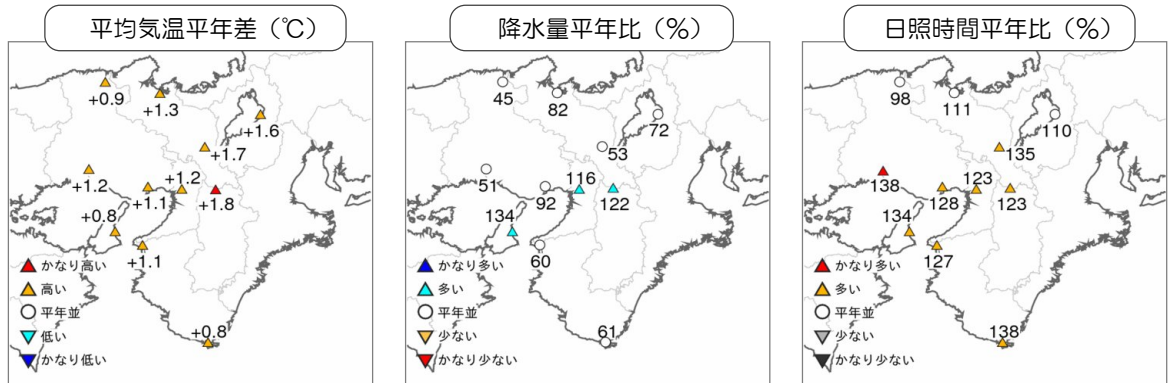 平均気温平年差（℃）
+0.9
+1.3
+1.6
+1.7
+1.2
+1.2
+1.1
+1.8
+0.8
+1.1
+0.8
かなり高い
高い
平年並
低い
かなり低い
降水量平年比（%）
45
82
72
53
51
116
92
122
134
60
61
かなり多い
多い
平年並
少ない
かなり少ない
日照時間平年比（%）
98
111
110
135
138
123
128
123
134
127
138
かなり多い
多い
平年並
少ない
かなり少ない